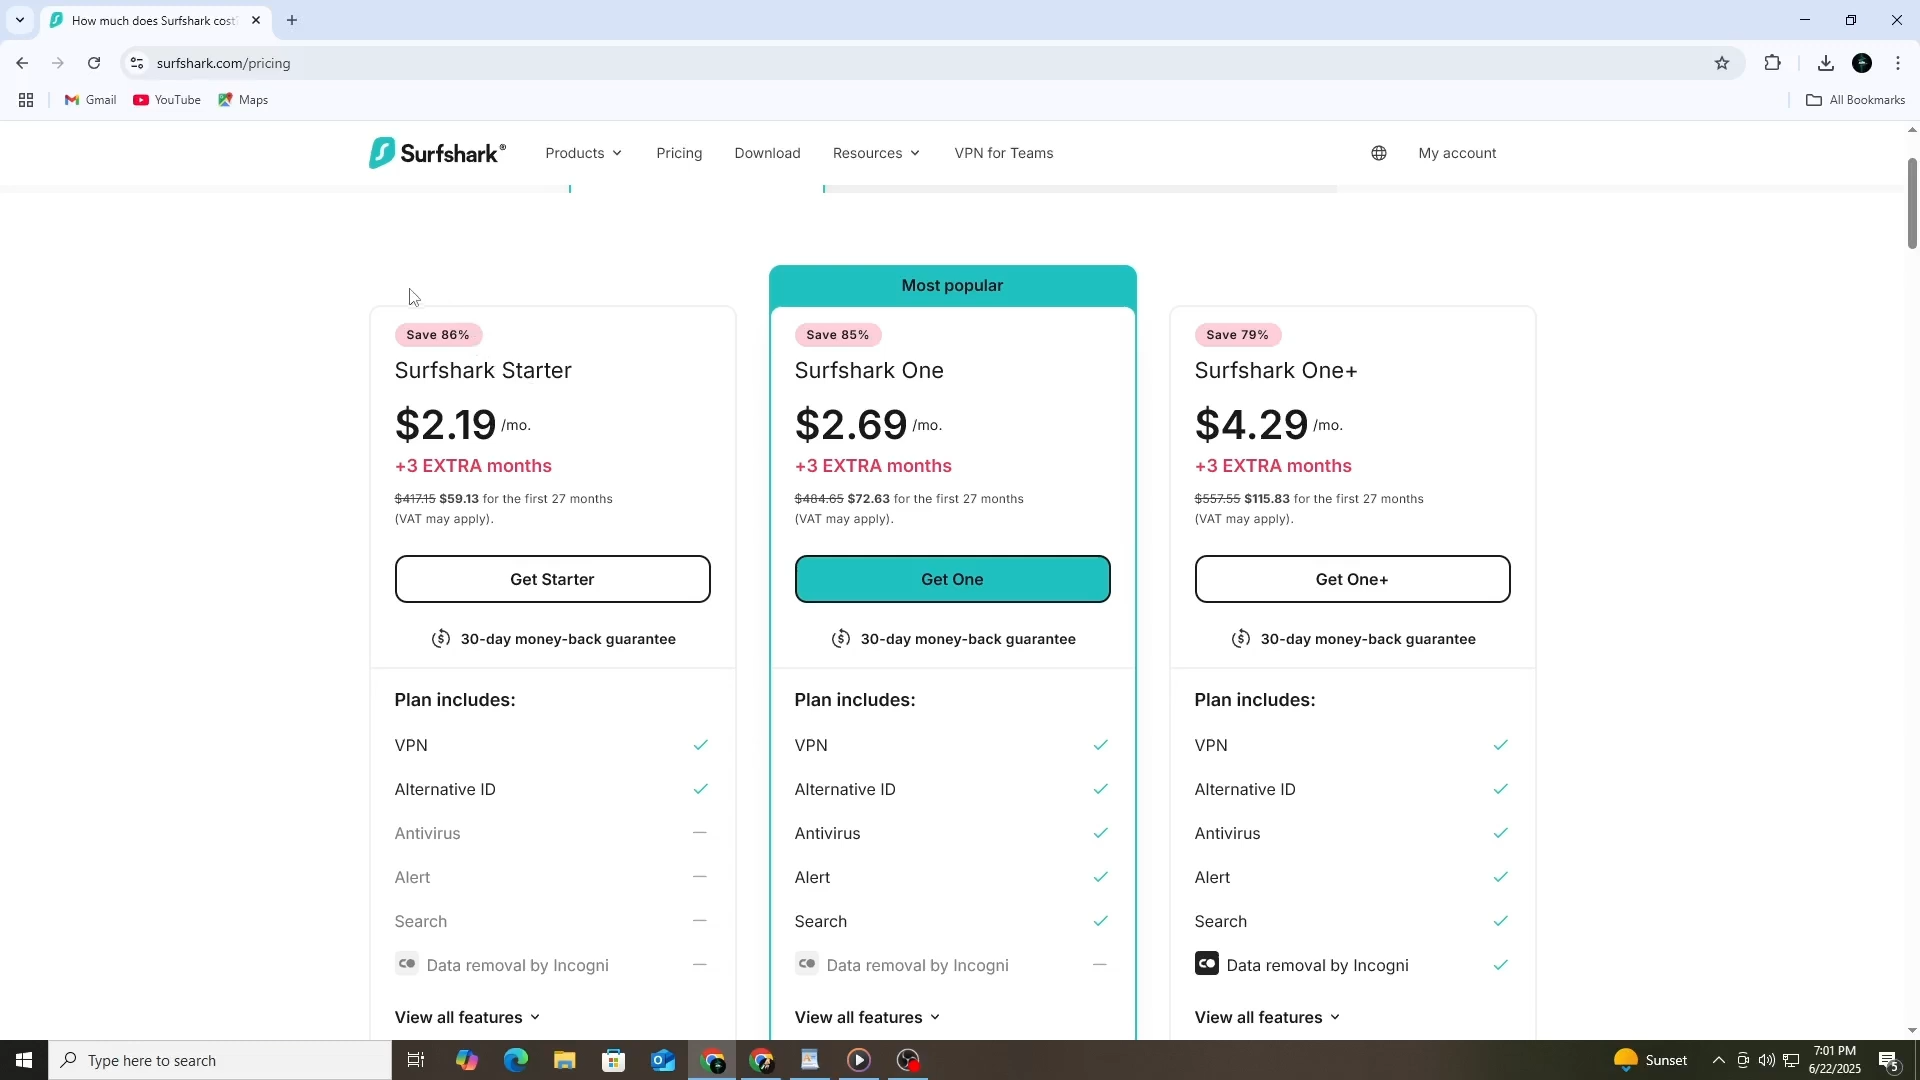 How much does Surfshark cost
surfshark.com/pricing
Gmail
YouTube
Maps
All Bookmarks
Surfshark®
Products
Pricing
Download
Resources
VPN for Teams
My account
Most popular
Save 86%
Surfshark Starter
$2.19 /mo.
+3 EXTRA months
$417.15 $59.13 for the first 27 months
(VAT may apply).
Get Starter
30-day money-back guarantee
Plan includes:
VPN
Alternative ID
Antivirus
Alert
Search
Data removal by Incogni
View all features
Save 85%
Surfshark One
$2.69 /mo.
+3 EXTRA months
$484.65 $72.63 for the first 27 months
(VAT may apply).
Get One
30-day money-back guarantee
Plan includes:
VPN
Alternative ID
Antivirus
Alert
Search
Data removal by Incogni
View all features
Save 79%
Surfshark One+
$4.29 /mo.
+3 EXTRA months
$557.55 $115.83 for the first 27 months
(VAT may apply).
Get One+
30-day money-back guarantee
Plan includes:
VPN
Alternative ID
Antivirus
Alert
Search
Data removal by Incogni
View all features
Type here to search
Sunset
7:01 PM
6/22/2025
5